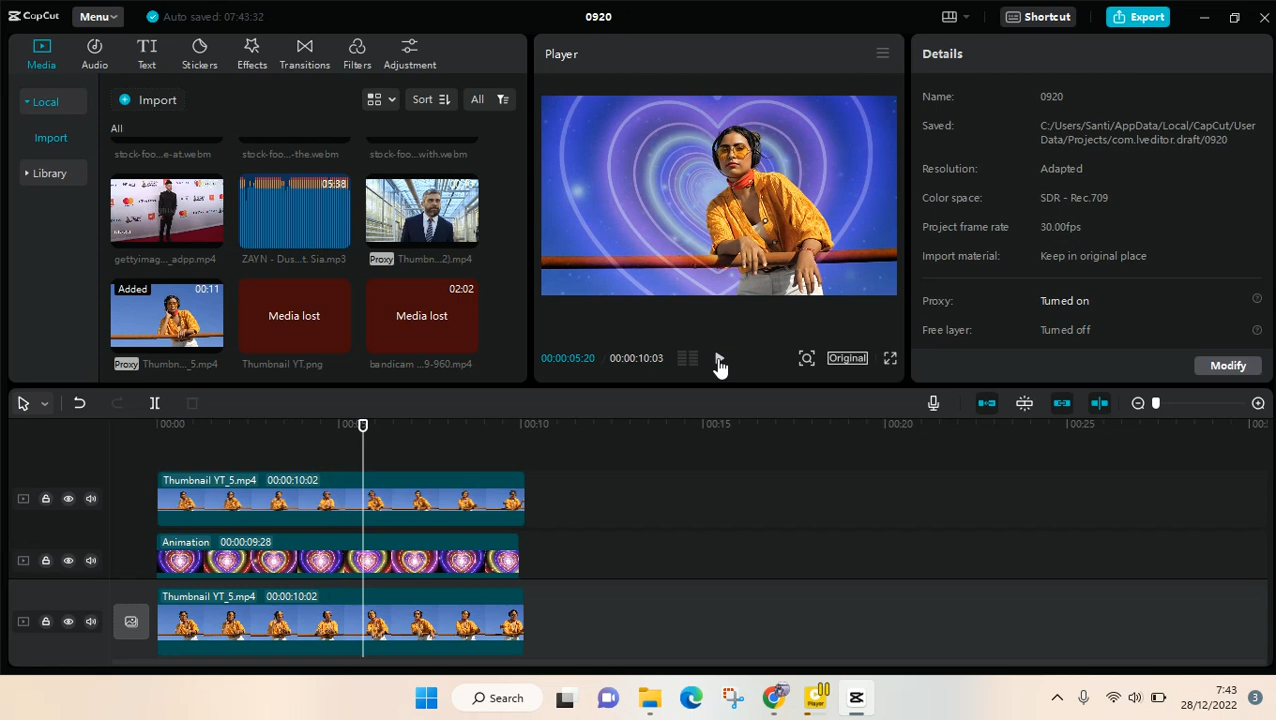 CapCut
Menu
Auto saved: 07:43:32
0920
Shortcut
Export
Media
Audio
Text
Stickers
Effects
Transitions
Filters
Adjustment
Player
Details
Local
Import
Library
Import
Sort
All
All
stock-foo...e-at.webm
stock-foo...-the.webm
stock-foo...with.webm
05:38
gettyimag..._adpp.mp4
ZAYN - Dus...t. Sia.mp3
Proxy Thumbn...2).mp4
Added
00:11
Media lost
02:02
Media lost
Proxy Thumbn..._5.mp4
Thumbnail YT.png
bandicam ...9-960.mp4
00:00:05:20 / 00:00:10:03
Original
Name: 0920
Saved: C:/Users/Santi/AppData/Local/CapCut/User
Data/Projects/com.lveditor.draft/0920
Resolution: Adapted
Color space: SDR - Rec.709
Project frame rate 30.00fps
Import material: Keep in original place
Proxy: Turned on
Free layer: Turned off
Modify
00:00
00:10
00:15
00:20
00:25
Thumbnail YT_5.mp4 00:00:10:02
Animation 00:00:09:28
Thumbnail YT_5.mp4 00:00:10:02
Search
Player
7:43
28/12/2022
3